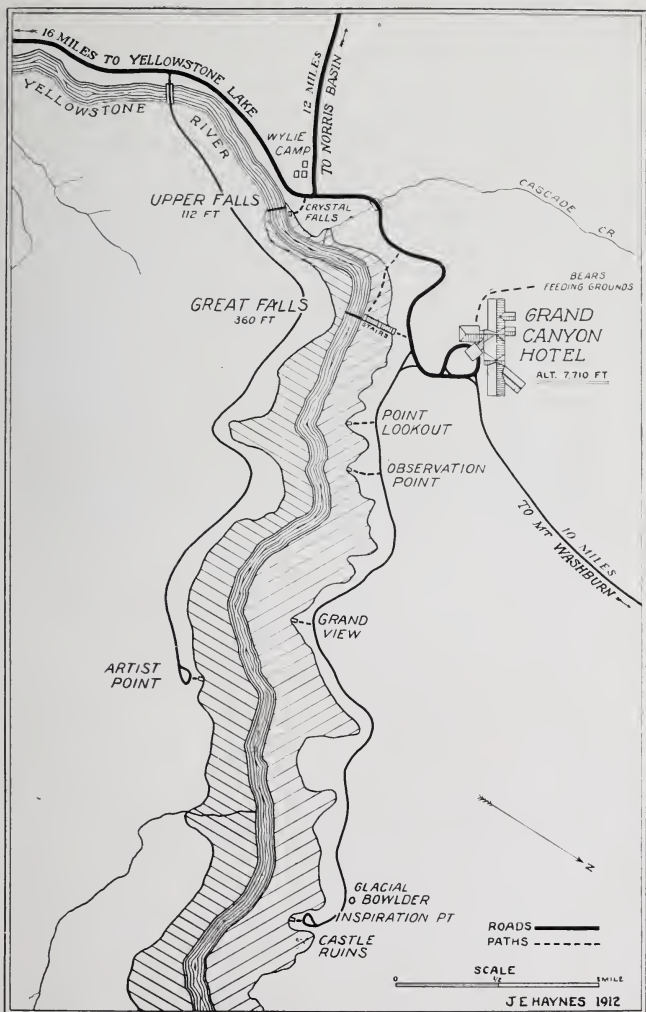 16 MILES TO YELLOWSTONE LAKE
YELLOWSTONE
RIVER
12 MILES
TO NORRIS BASIN
WYLIE
CAMP
UPPER FALLS
112 FT
CRYSTAL
FALLS
CASCADE
CR
BEARS
FEEDING GROUNDS
GREAT FALLS
360 FT
STAIRS
GRAND
CANYON
HOTEL
ALT. 7,710 FT
POINT
LOOKOUT
OBSERVATION
POINT
10 MILES
TO MT WASHBURN
GRAND
VIEW
ARTIST
POINT
N
GLACIAL
BOWLDER
INSPIRATION PT
CASTLE
RUINS
ROADS
PATHS
SCALE
0 1/2 1 MILE
J E HAYNES 1912